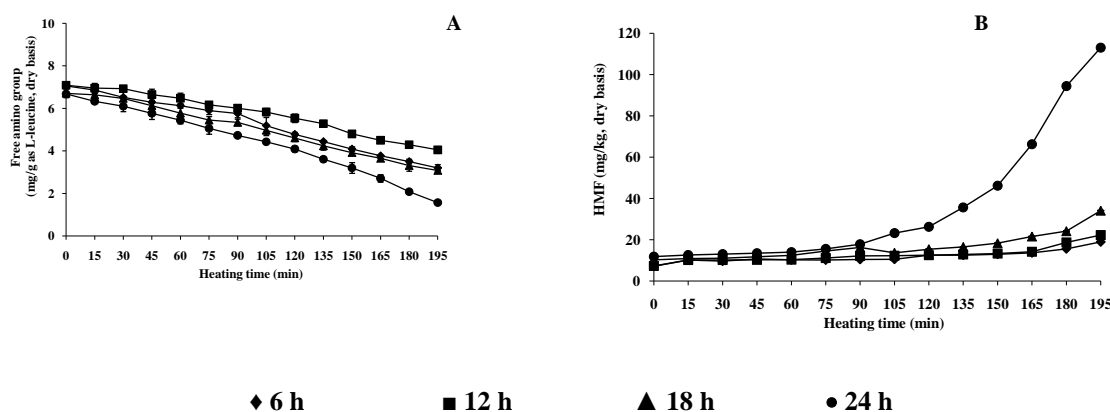 A
Free amino group
(mg/g as L-leucine, dry basis)
10
8
6
4
2
0
0 15 30 45 60 75 90 105 120 135 150 165 180 195
Heating time (min)
B
HMF (mg/kg, dry basis)
120
100
80
60
40
20
0
0 15 30 45 60 75 90 105 120 135 150 165 180 195
Heating time (min)
6 h 12 h 18 h 24 h